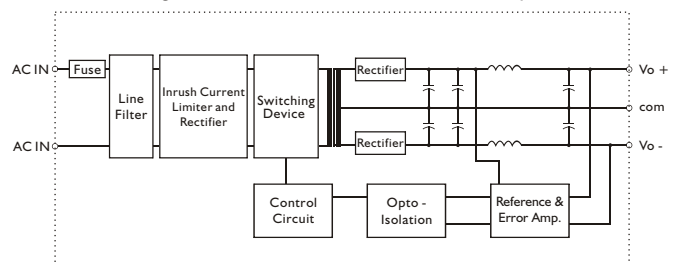 AC IN
Fuse
Line
Filter
Inrush Current
Limiter and
Rectifier
Switching
Device
Rectifier
Vo +
com
AC IN
Rectifier
Vo -
Control
Circuit
Opto -
Isolation
Reference &
Error Amp.